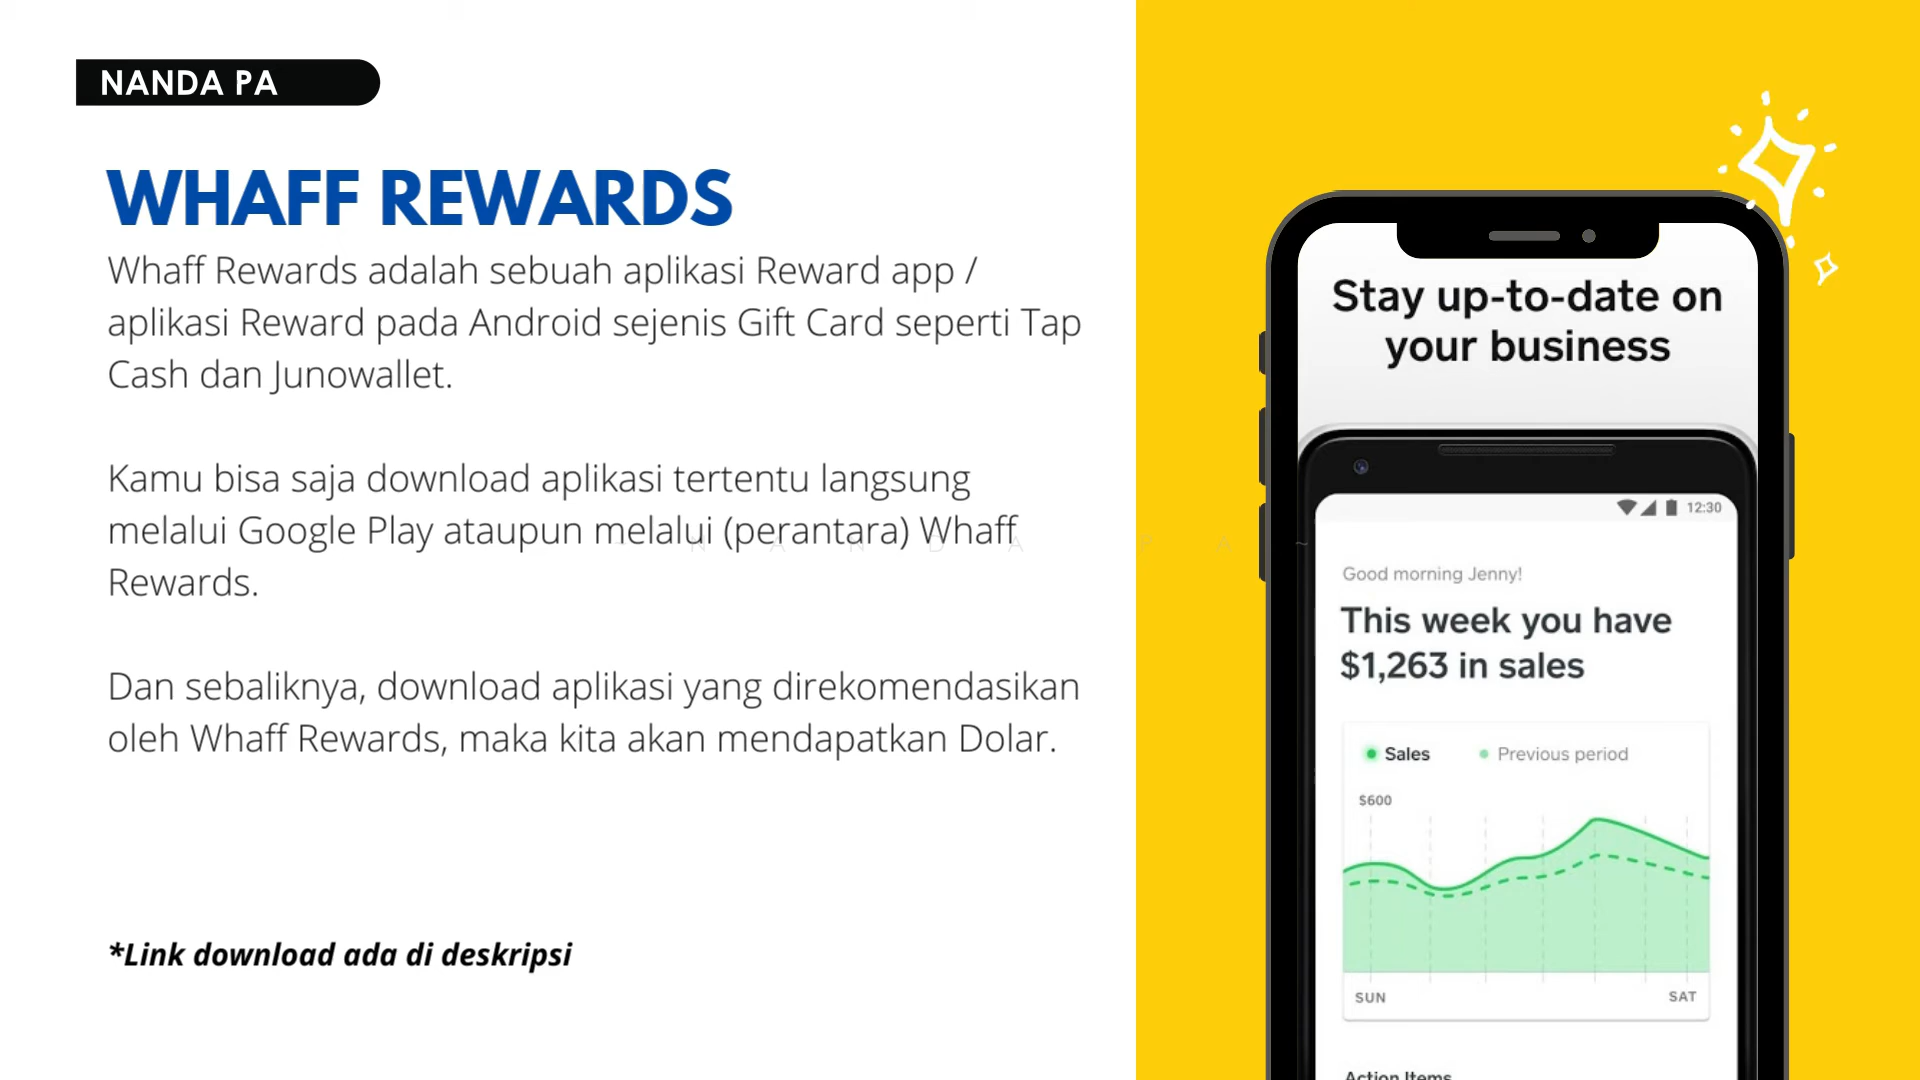 NANDA PA
WHAFF REWARDS
Whaff Rewards adalah sebuah aplikasi Reward app /
aplikasi Reward pada Android sejenis Gift Card seperti Tap
Cash dan Junowallet.
Kamu bisa saja download aplikasi tertentu langsung
melalui Google Play ataupun melalui (perantara) Whaff
Rewards.
Dan sebaliknya, download aplikasi yang direkomendasikan
oleh Whaff Rewards, maka kita akan mendapatkan Dolar.
*Link download ada di deskripsi
~ N A N D A P A ~
Stay up-to-date on
your business
12:30
Good morning Jenny!
This week you have
$1,263 in sales
Sales Previous period
$600
SUN SAT
Action Items